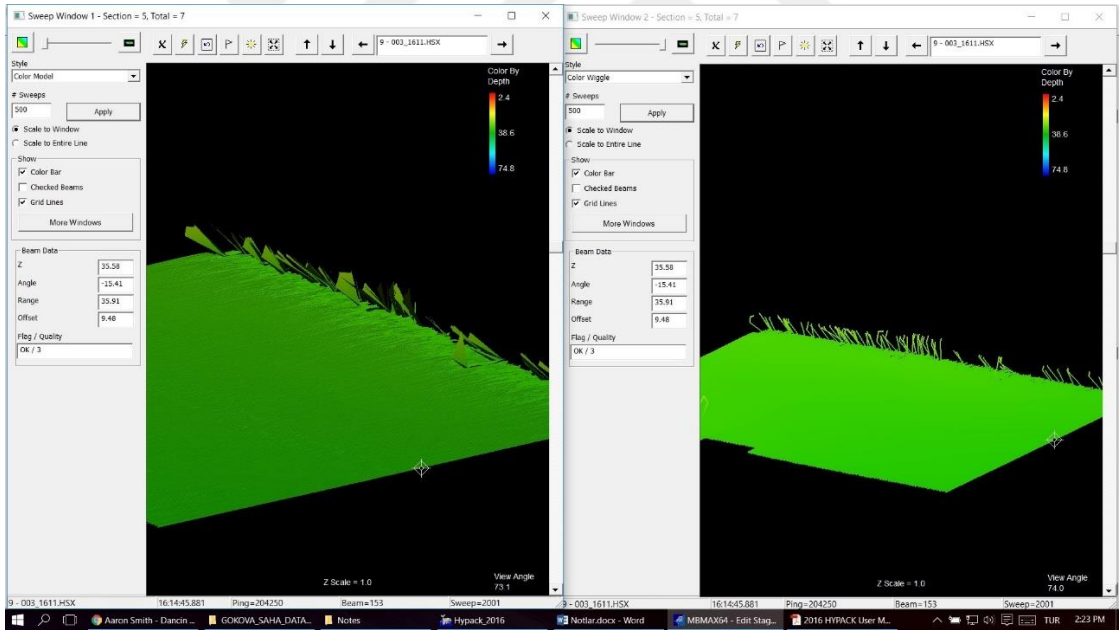 Sweep Window 1 - Section = 5, Total = 7
9 - 003_1611.HSX
Style
Color Model
# Sweeps
500
Apply
Scale to Window
Scale to Entire Line
Show
Color Bar
Checked Beams
Grid Lines
More Windows
Beam Data
Z
35.58
Angle
-15.41
Range
35.91
Offset
9.48
Flag / Quality
OK / 3
Color By
Depth
2.4
38.6
74.8
Z Scale = 1.0
View Angle
73.1
9 - 003_1611.HSX 16:14:45.881 Ping=204250 Beam=153 Sweep=2001
Sweep Window 2 - Section = 5, Total = 7
9 - 003_1611.HSX
Style
Color Wiggle
# Sweeps
500
Apply
Scale to Window
Scale to Entire Line
Show
Color Bar
Checked Beams
Grid Lines
More Windows
Beam Data
Z
35.58
Angle
-15.41
Range
35.91
Offset
9.48
Flag / Quality
OK / 3
Color By
Depth
2.4
38.6
74.8
Z Scale = 1.0
View Angle
74.0
9 - 003_1611.HSX 16:14:45.881 Ping=204250 Beam=153 Sweep=2001
Aaron Smith - Dancin ... GOKOVA_SAHA_DATA... Notes Hypack_2016 Notlar.docx - Word MBMAX64 - Edit Stag... 2016 HYPACK User M... TUR 2:23 PM